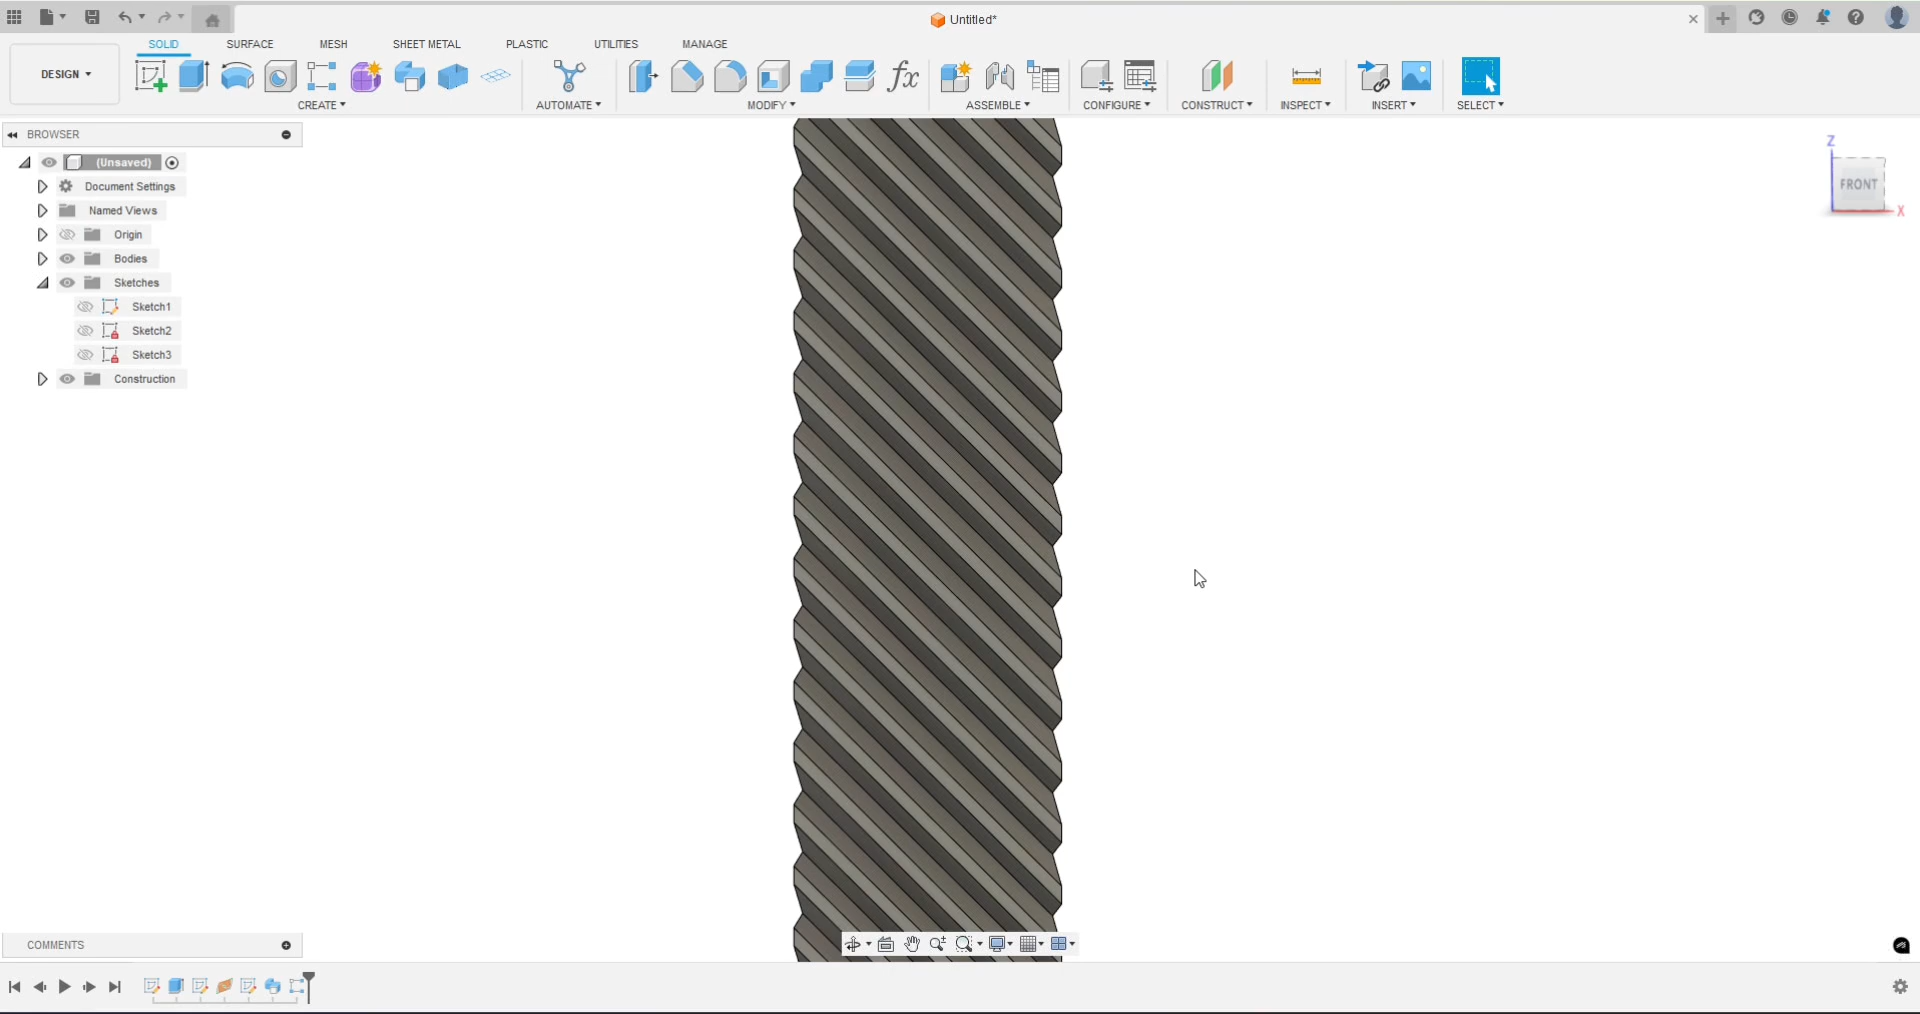 Untitled*
SOLID SURFACE MESH SHEET METAL PLASTIC UTILITIES MANAGE
DESIGN
fx
CREATE AUTOMATE MODIFY ASSEMBLE CONFIGURE CONSTRUCT INSPECT INSERT SELECT
BROWSER
(Unsaved)
Document Settings
Named Views
Origin
Bodies
Sketches
Sketch1
Sketch2
Sketch3
Construction
Z
FRONT
X
COMMENTS